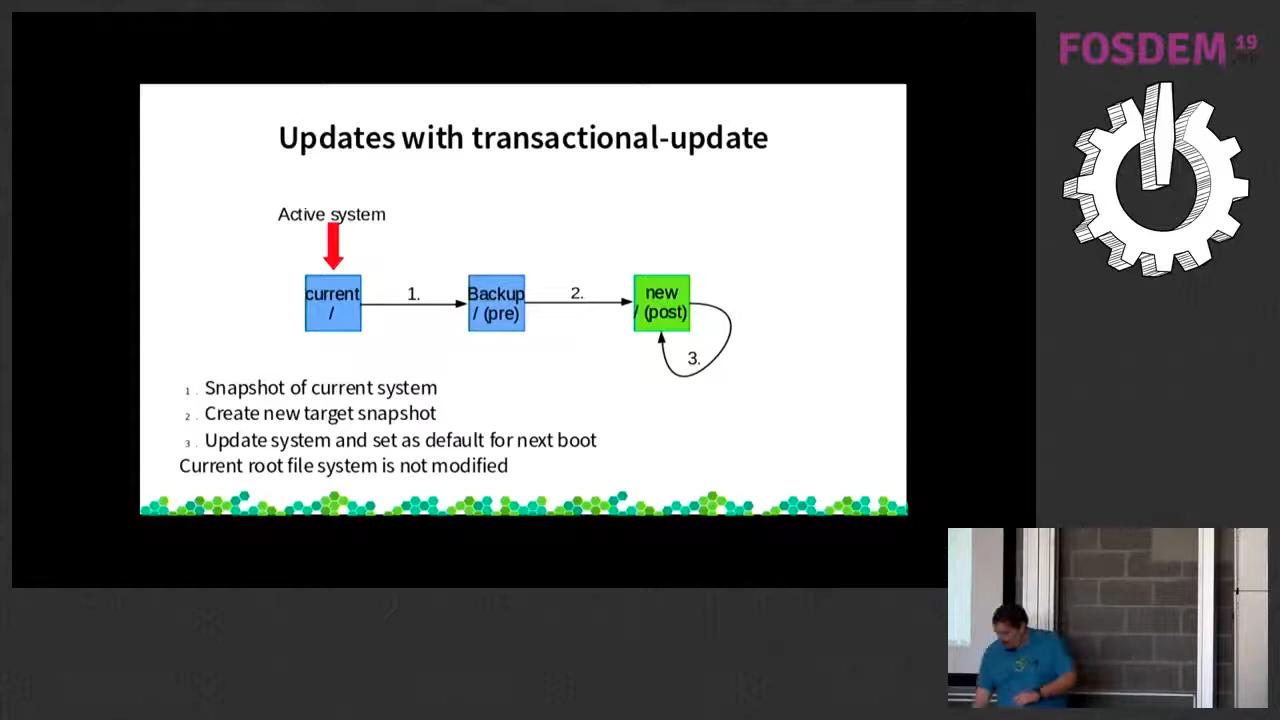 FOSDEM 19
Updates with transactional-update
Active system
current
/
1.
Backup
/ (pre)
2.
new
/ (post)
3.
1. Snapshot of current system
2. Create new target snapshot
3. Update system and set as default for next boot
Current root file system is not modified